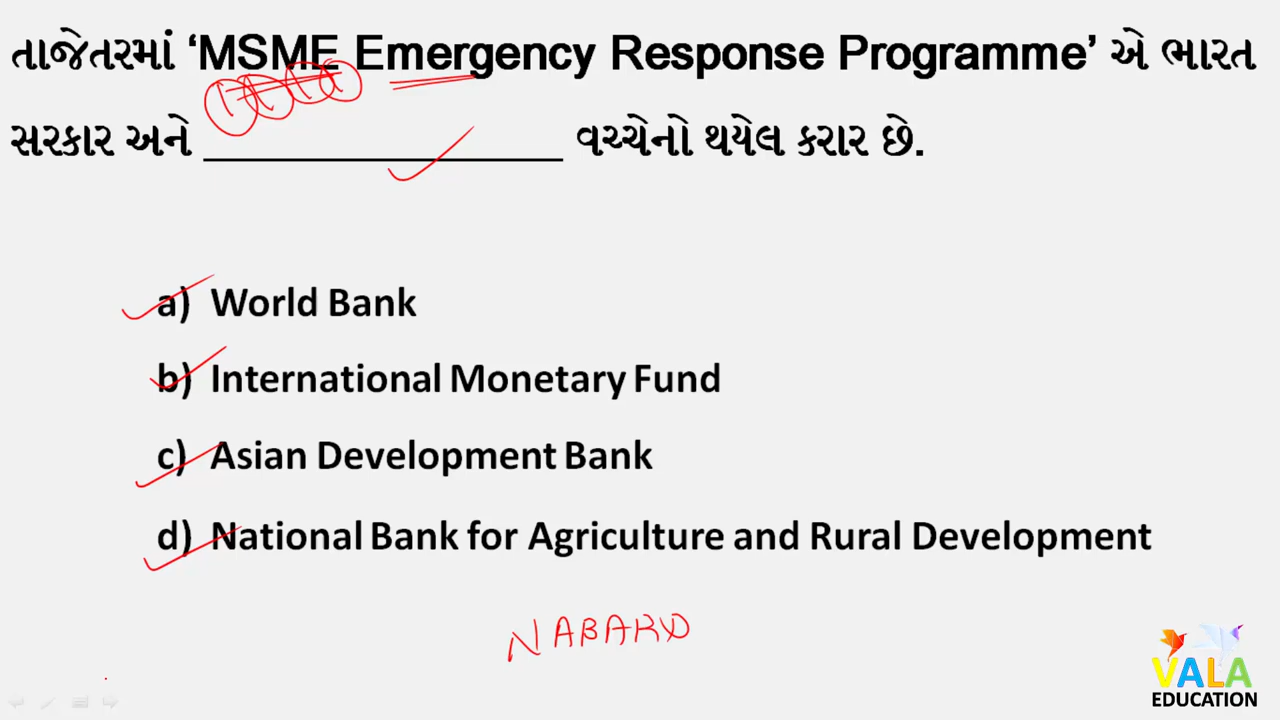 તાજેતરમાં ‘MSME Emergency Response Programme’ એ ભારત
સરકાર અને ______________ વચ્ચેનો થયેલ કરાર છે.
a) World Bank
b) International Monetary Fund
c) Asian Development Bank
d) National Bank for Agriculture and Rural Development
NABARD
VALA
EDUCATION